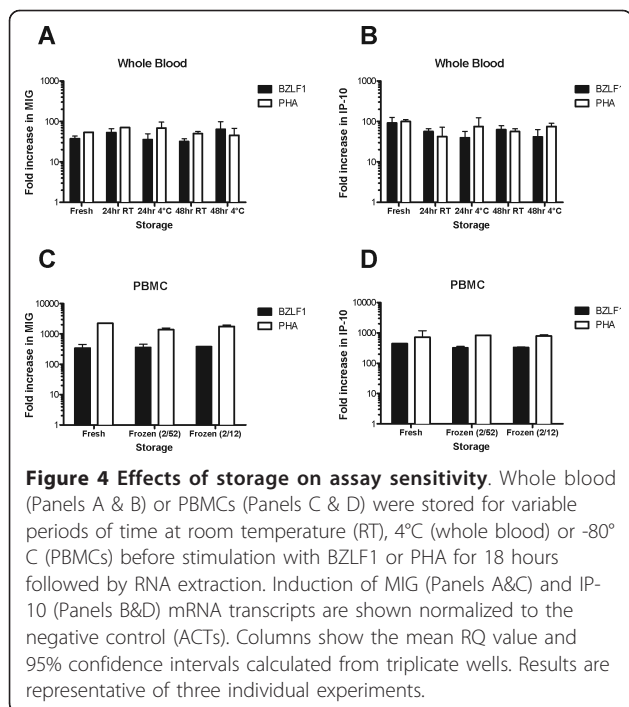 A
Whole Blood
Fold increase in MIG
1000
100
10
1
Fresh 24hr RT 24hr 4°C 48hr RT 48hr 4°C
Storage
BZLF1
PHA
B
Whole Blood
Fold increase in IP-10
1000
100
10
1
Fresh 24hr RT 24hr 4°C 48hr RT 48hr 4°C
Storage
BZLF1
PHA
C
PBMC
Fold increase in MIG
10000
1000
100
10
1
Fresh Frozen (2/52) Frozen (2/12)
Storage
BZLF1
PHA
D
PBMC
Fold increase in IP-10
10000
1000
100
10
1
Fresh Frozen (2/52) Frozen (2/12)
Storage
BZLF1
PHA
Figure 4 Effects of storage on assay sensitivity. Whole blood
(Panels A & B) or PBMCs (Panels C & D) were stored for variable
periods of time at room temperature (RT), 4°C (whole blood) or -80°
C (PBMCs) before stimulation with BZLF1 or PHA for 18 hours
followed by RNA extraction. Induction of MIG (Panels A&C) and IP-
10 (Panels B&D) mRNA transcripts are shown normalized to the
negative control (ACTs). Columns show the mean RQ value and
95% confidence intervals calculated from triplicate wells. Results are
representative of three individual experiments.